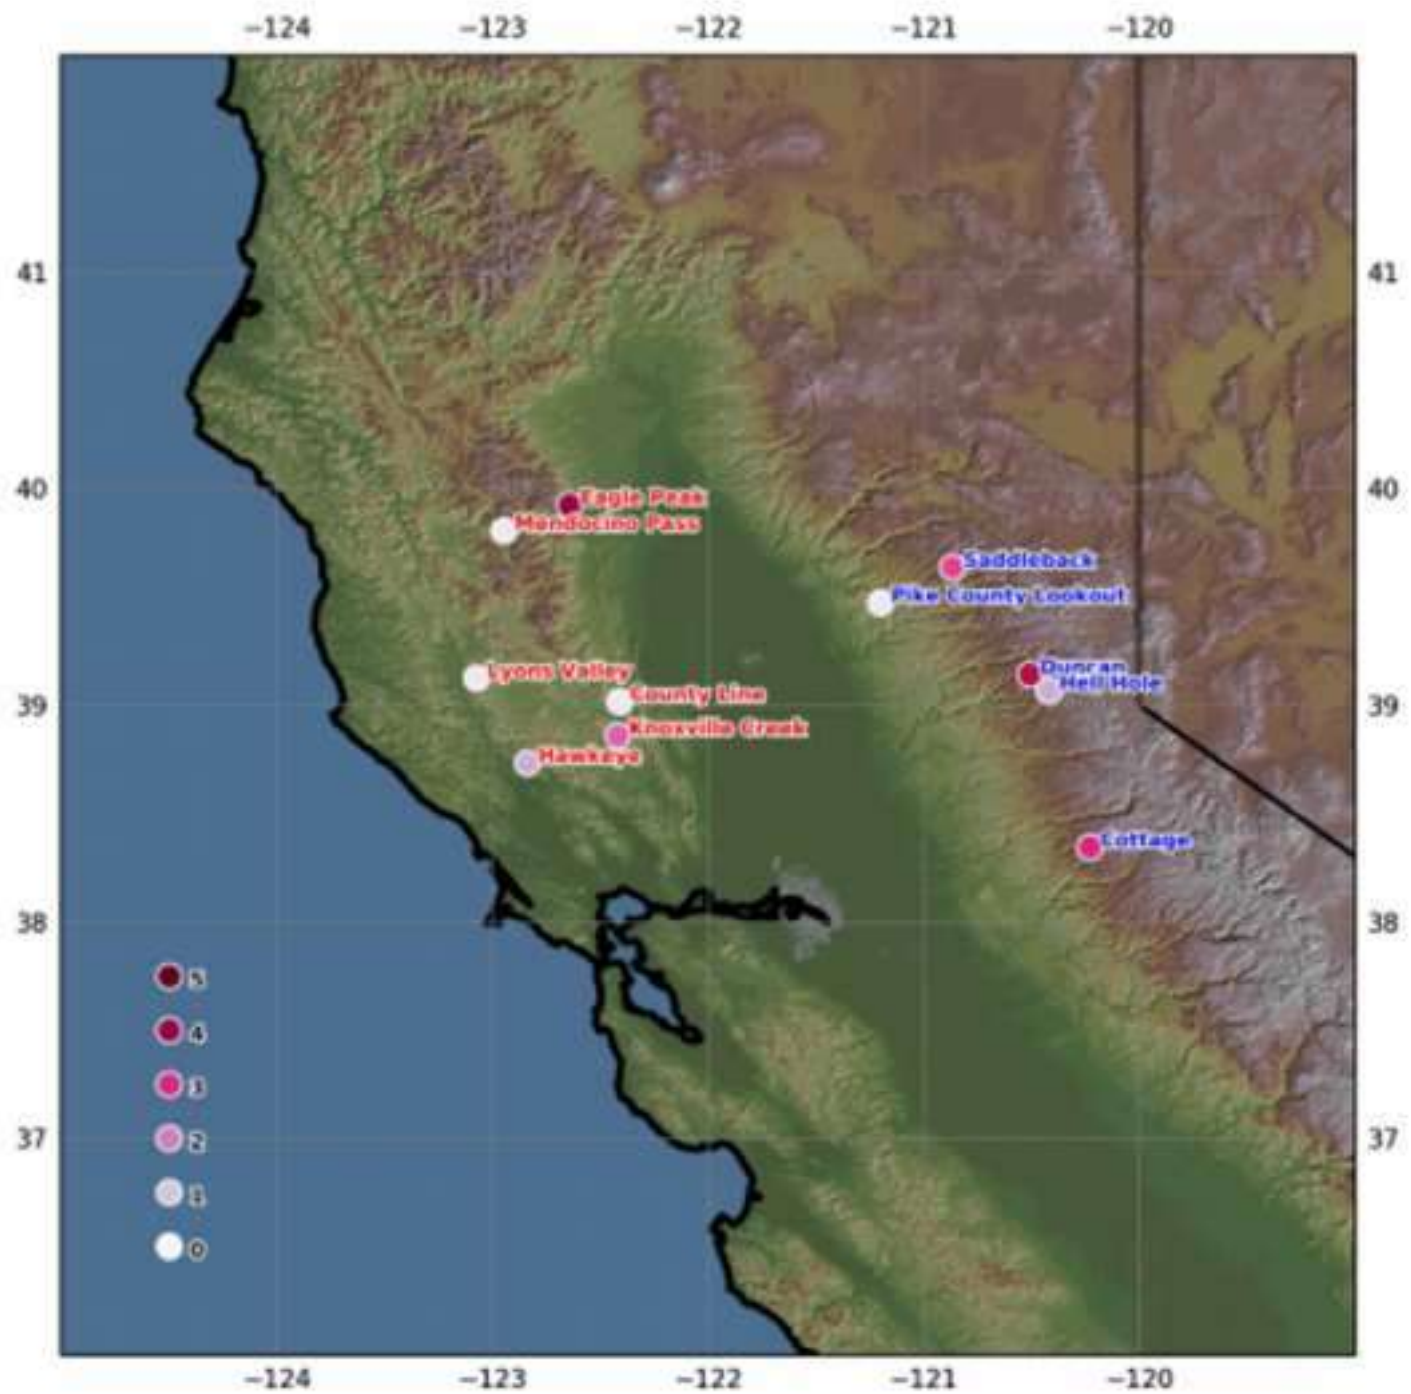 −124 −123 −122 −121 −120
41 41
40 40
Eagle Peak
Mendocino Pass
Saddleback
Pike County Lookout
Lyons Valley
Duncan
Hell Hole
County Line
39 39
Knoxville Creek
Hawkeye
Cottage
38 38
5
4
3
2
1
0
37 37
−124 −123 −122 −121 −120